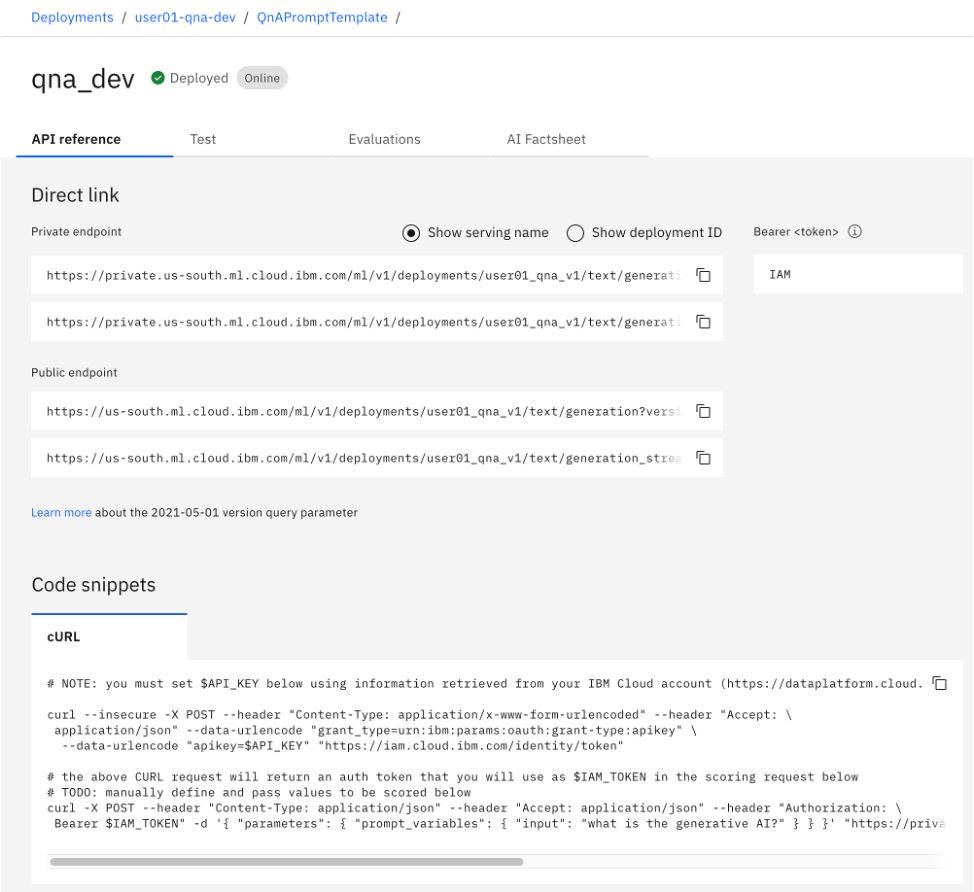 Deployments / user01-qna-dev / QnAPromptTemplate /
qna_dev Deployed Online
API reference Test Evaluations AI Factsheet
Direct link
Private endpoint Show serving name Show deployment ID Bearer <token>
https://private.us-south.ml.cloud.ibm.com/ml/v1/deployments/user01_qna_v1/text/generati IAM
https://private.us-south.ml.cloud.ibm.com/ml/v1/deployments/user01_qna_v1/text/generati
Public endpoint
https://us-south.ml.cloud.ibm.com/ml/v1/deployments/user01_qna_v1/text/generation?versi
https://us-south.ml.cloud.ibm.com/ml/v1/deployments/user01_qna_v1/text/generation_strea
Learn more about the 2021-05-01 version query parameter
Code snippets
cURL
# NOTE: you must set $API_KEY below using information retrieved from your IBM Cloud account (https://dataplatform.cloud.
curl --insecure -X POST --header "Content-Type: application/x-www-form-urlencoded" --header "Accept: \
application/json" --data-urlencode "grant_type=urn:ibm:params:oauth:grant-type:apikey" \
--data-urlencode "apikey=$API_KEY" "https://iam.cloud.ibm.com/identity/token"
# the above CURL request will return an auth token that you will use as $IAM_TOKEN in the scoring request below
# TODO: manually define and pass values to be scored below
curl -X POST --header "Content-Type: application/json" --header "Accept: application/json" --header "Authorization: \
Bearer $IAM_TOKEN" -d '{ "parameters": { "prompt_variables": { "input": "what is the generative AI?" } } }' "https://priva